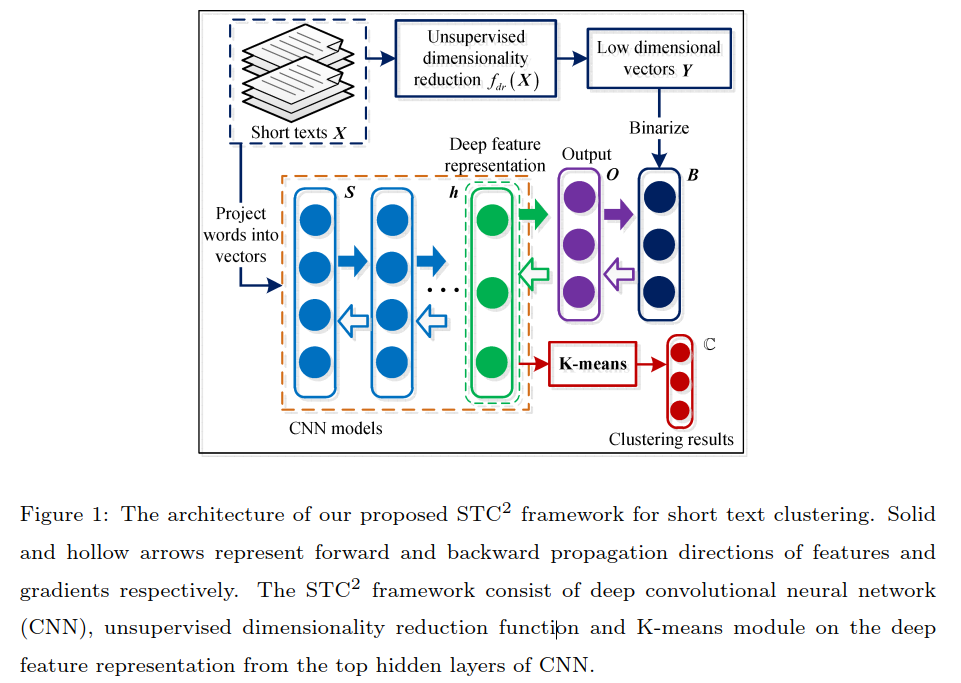 Unsupervised
dimensionality
reduction f_dr(X)
Low dimensional
vectors Y
Short texts X
Binarize
Deep feature
representation
Output
O
B
S
h
Project
words into
vectors
...
K-means
ℂ
CNN models
Clustering results
Figure 1: The architecture of our proposed STC² framework for short text clustering. Solid
and hollow arrows represent forward and backward propagation directions of features and
gradients respectively. The STC² framework consist of deep convolutional neural network
(CNN), unsupervised dimensionality reduction function and K-means module on the deep
feature representation from the top hidden layers of CNN.